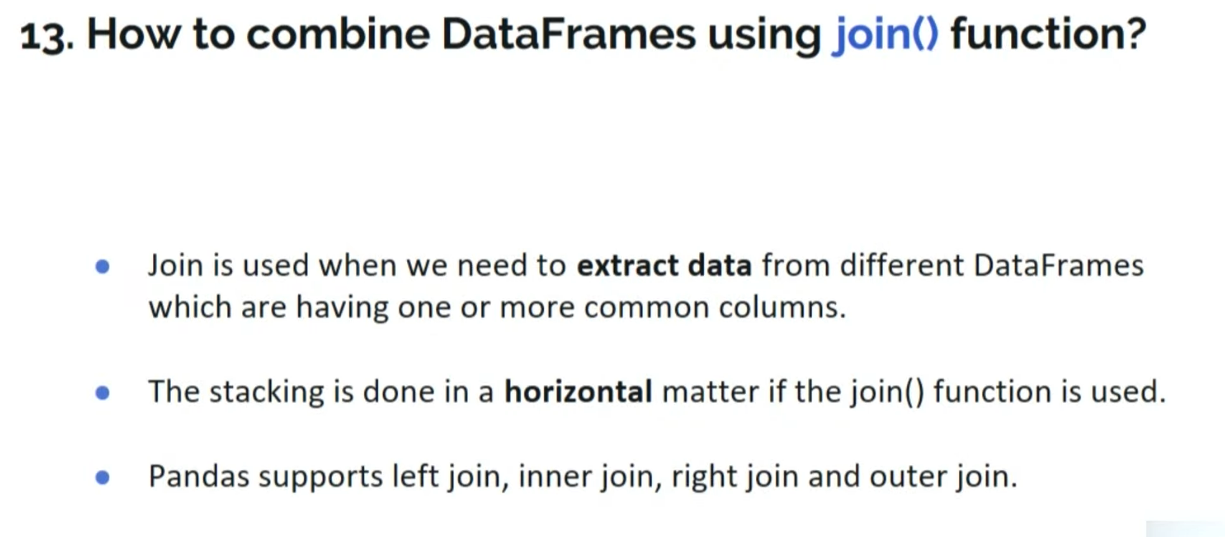 13. How to combine DataFrames using join() function?
• Join is used when we need to extract data from different DataFrames
which are having one or more common columns.
• The stacking is done in a horizontal matter if the join() function is used.
• Pandas supports left join, inner join, right join and outer join.